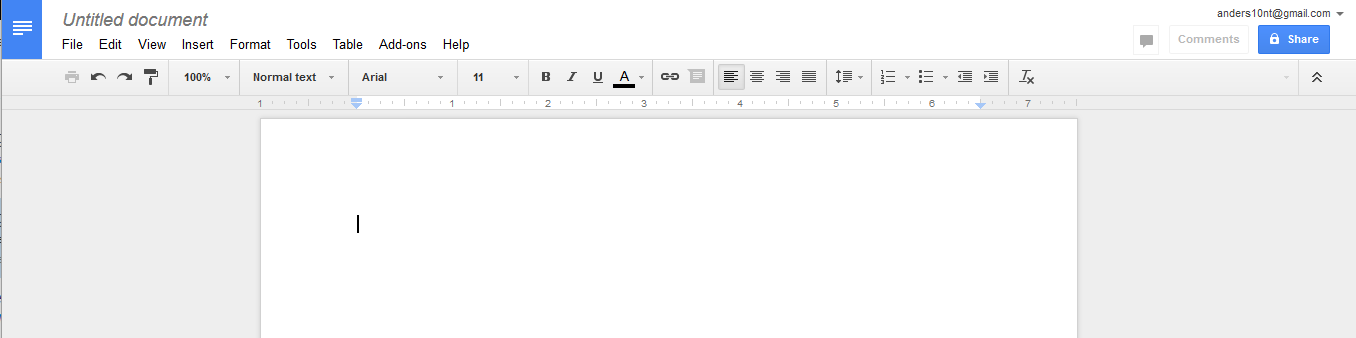 Untitled document
anders10nt@gmail.com
File Edit View Insert Format Tools Table Add-ons Help
Comments Share
100% Normal text Arial 11 B I U A
1 1 2 3 4 5 6 7